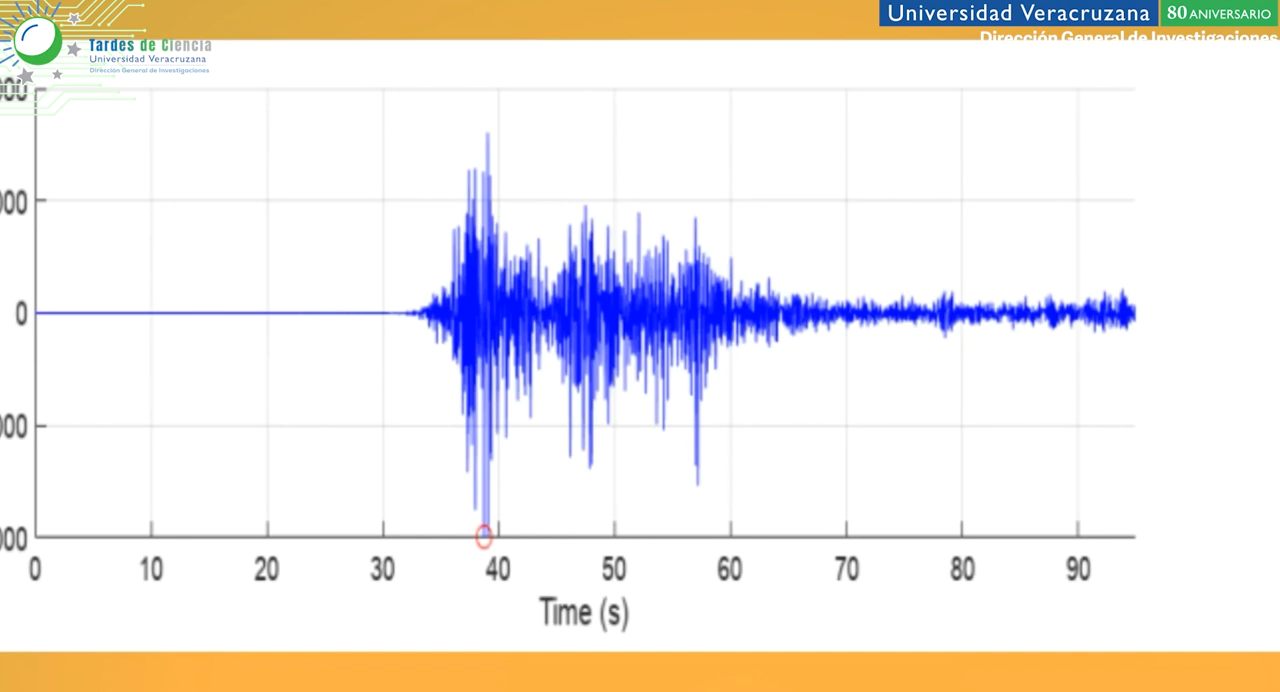 Universidad Veracruzana 80 ANIVERSARIO
Dirección General de Investigaciones
Tardes de Ciencia
Universidad Veracruzana
Dirección General de Investigaciones
000
000
0
000
000
0 10 20 30 40 50 60 70 80 90
Time (s)